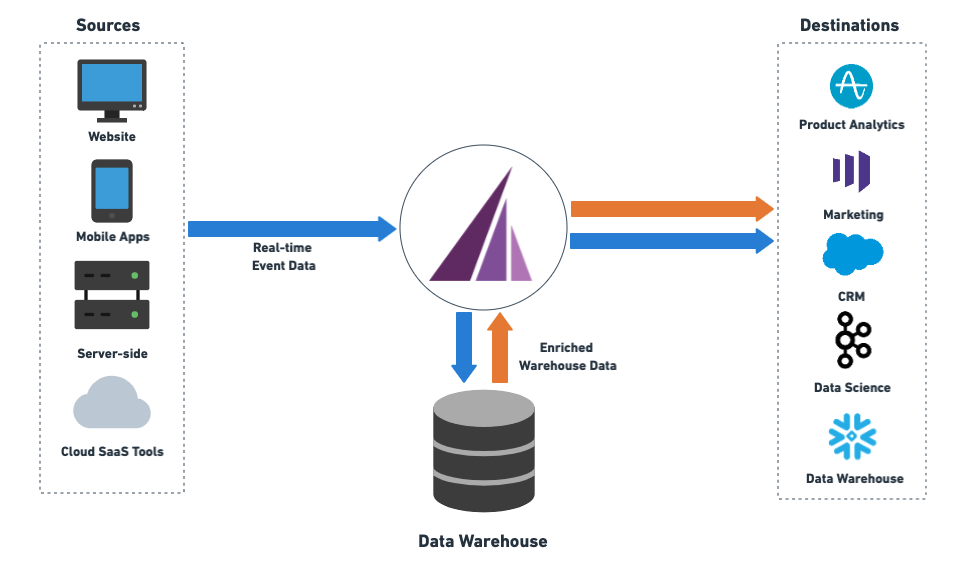 Sources
Website
Mobile Apps
Server-side
Cloud SaaS Tools
Real-time
Event Data
Enriched
Warehouse Data
Data Warehouse
Destinations
Product Analytics
Marketing
CRM
Data Science
Data Warehouse